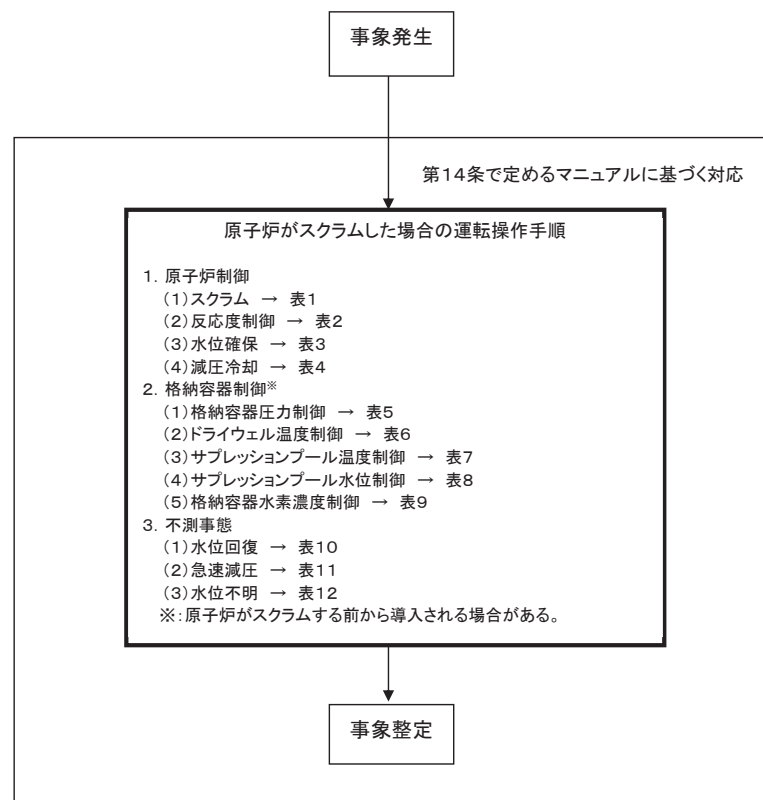 事象発生
第14条で定めるマニュアルに基づく対応
原子炉がスクラムした場合の運転操作手順
1.原子炉制御
(1)スクラム → 表1
(2)反応度制御 → 表2
(3)水位確保 → 表3
(4)減圧冷却 → 表4
2.格納容器制御※
(1)格納容器圧力制御 → 表5
(2)ドライウェル温度制御 → 表6
(3)サプレッションプール温度制御 → 表7
(4)サプレッションプール水位制御 → 表8
(5)格納容器水素濃度制御 → 表9
3.不測事態
(1)水位回復 → 表10
(2)急速減圧 → 表11
(3)水位不明 → 表12
※:原子炉がスクラムする前から導入される場合がある。
事象整定